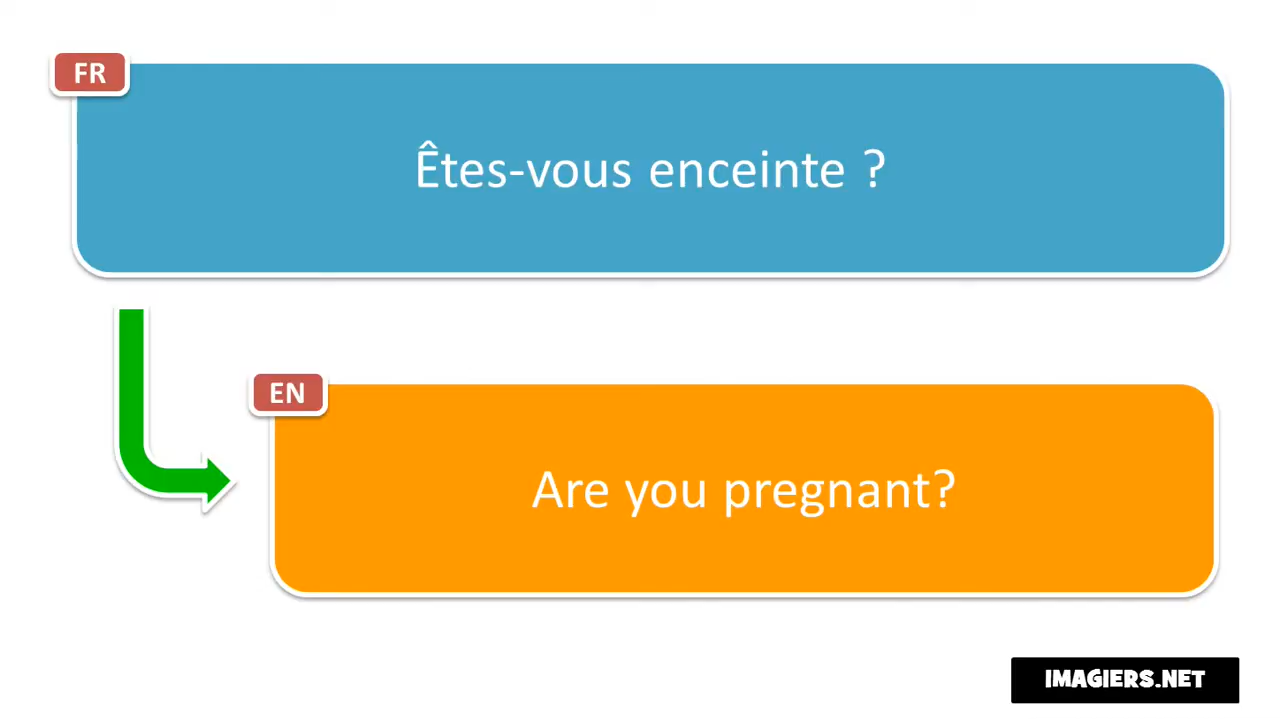 FR
Êtes-vous enceinte ?
EN
Are you pregnant?
IMAGIERS.NET